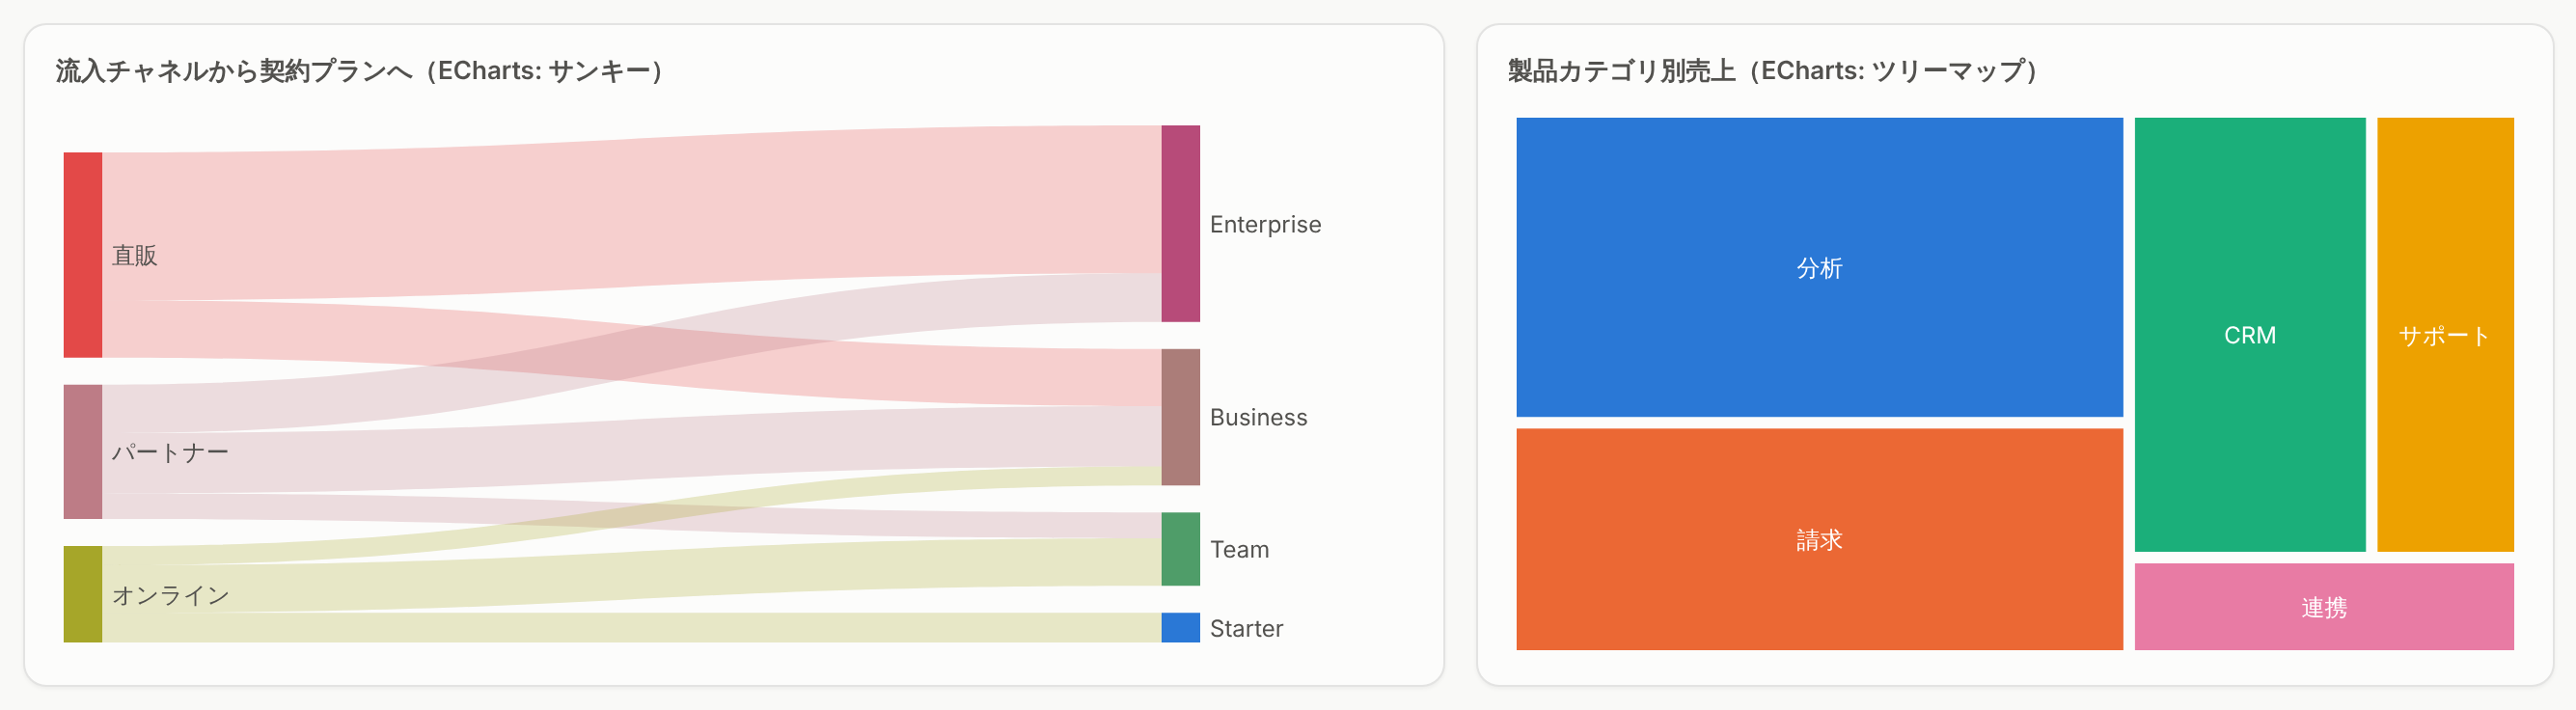 流入チャネルから契約プランへ（ECharts: サンキー）
直販
パートナー
オンライン
Enterprise
Business
Team
Starter
製品カテゴリ別売上（ECharts: ツリーマップ）
分析
請求
CRM
サポート
連携